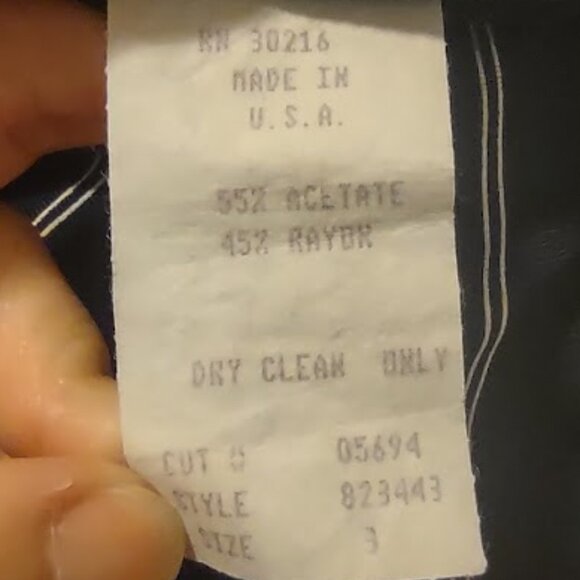 RN 30216
MADE IN
U.S.A.
55% ACETATE
45% RAYON
DRY CLEAN ONLY
CUT # 05694
STYLE 823443
SIZE 3